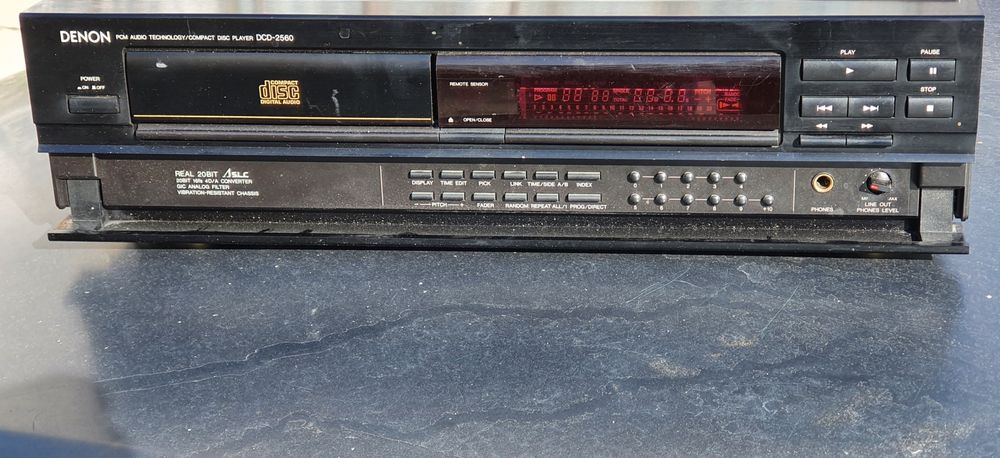 DENON PCM AUDIO TECHNOLOGY/COMPACT DISC PLAYER DCD-2560
POWER
ON OFF
COMPACT
disc
DIGITAL AUDIO
REMOTE SENSOR
OPEN/CLOSE
PROGRAM
TOTAL
PITCH
PLAY
PAUSE
STOP
REAL 20BIT
20BIT 16fs 4D/A CONVERTER
GIC ANALOG FILTER
VIBRATION-RESISTANT CHASSIS
DISPLAY TIME EDIT PICK LINK TIME/SIDE A/B INDEX
- PITCH + FADER RANDOM REPEAT ALL/1 PROG/DIRECT
0 1 2 3 4
5 6 7 8 9 +10
PHONES
MAX
LINE OUT
PHONES LEVEL